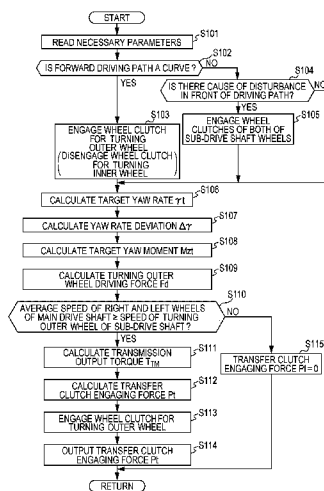 START
S101
READ NECESSARY PARAMETERS
S102
IS FORWARD DRIVING PATH A CURVE ?
NO
S104
IS THERE CAUSE OF DISTURBANCE
IN FRONT OF DRIVING PATH?
NO
YES
S103
YES
S105
ENGAGE WHEEL CLUTCH
FOR TURNING
OUTER WHEEL
(DISENGAGE WHEEL CLUTCH
FOR TURNING
INNER WHEEL)
ENGAGE WHEEL
CLUTCHES OF BOTH OF
SUB-DRIVE SHAFT WHEELS
S106
CALCULATE TARGET YAW RATE γt
S107
CALCULATE YAW RATE DEVIATION Δγ
S108
CALCULATE TARGET YAW MOMENT Mzt
S109
CALCULATE TURNING OUTER
WHEEL DRIVING FORCE Fd
S110
AVERAGE SPEED OF RIGHT AND LEFT WHEELS
OF MAIN DRIVE SHAFT ≥ SPEED OF TURNING
OUTER WHEEL OF SUB-DRIVE SHAFT ?
NO
YES
S111
CALCULATE TRANSMISSION
OUTPUT TORQUE TTM
S115
TRANSFER CLUTCH
ENGAGING FORCE Pt = 0
S112
CALCULATE TRANSFER
CLUTCH ENGAGING FORCE Pt
S113
ENGAGE WHEEL CLUTCH FOR
TURNING OUTER WHEEL
S114
OUTPUT TRANSFER CLUTCH
ENGAGING FORCE Pt
RETURN